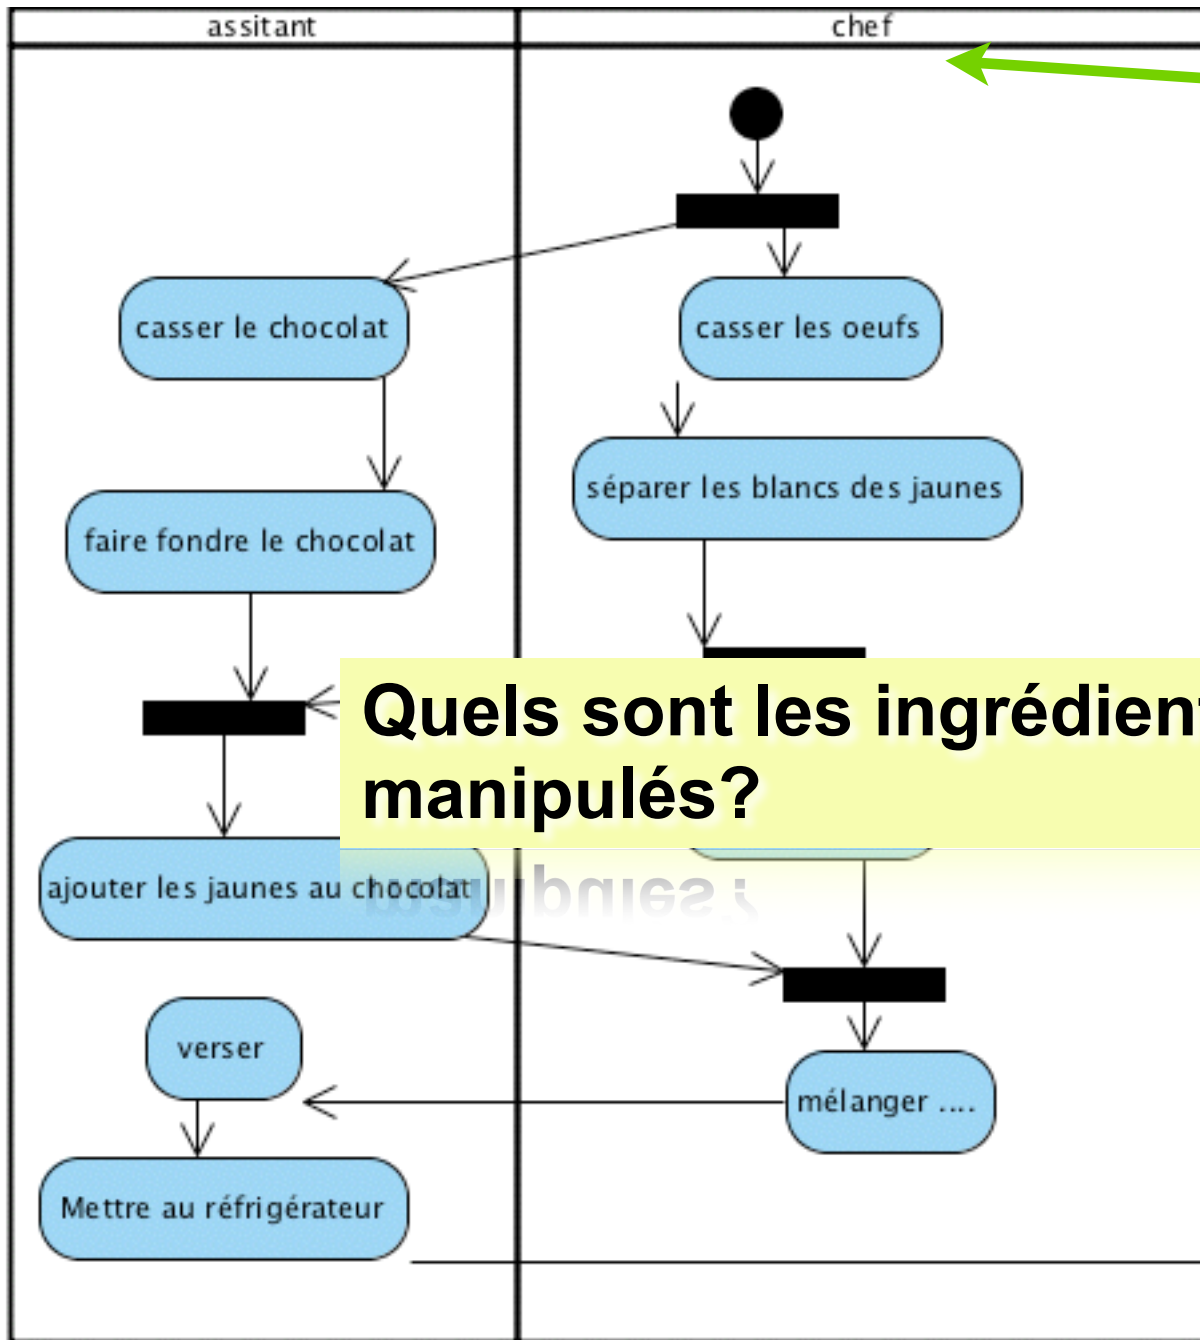 assitant
chef
casser le chocolat
casser les oeufs
séparer les blancs des jaunes
faire fondre le chocolat
Quels sont les ingrédient
manipulés?
ajouter les jaunes au chocolat
verser
mélanger ....
Mettre au réfrigérateur